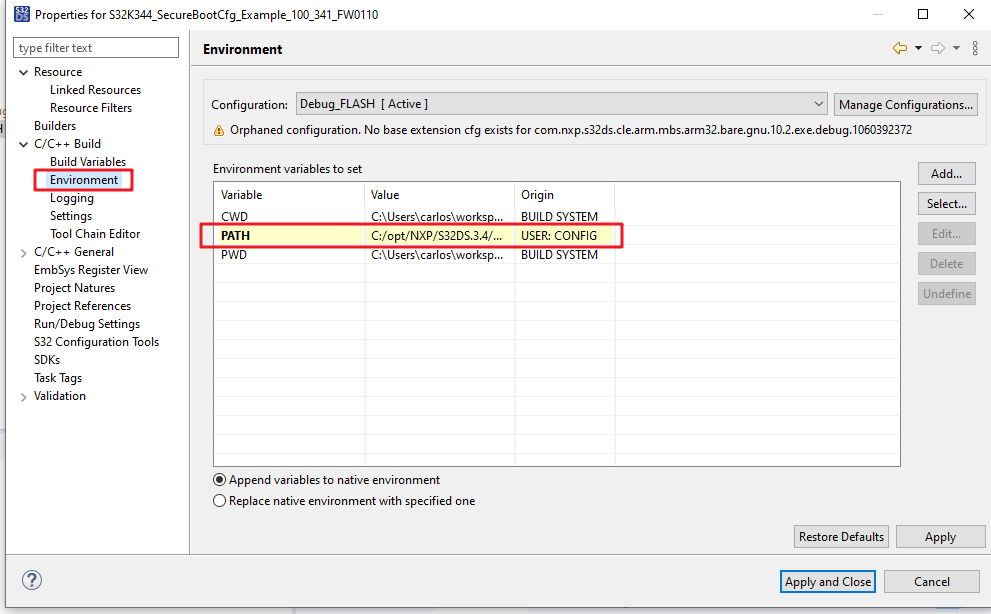 Properties for S32K344_SecureBootCfg_Example_100_341_FW0110
type filter text
Environment
Resource
Linked Resources
Resource Filters
Builders
C/C++ Build
Build Variables
Environment
Logging
Settings
Tool Chain Editor
C/C++ General
EmbSys Register View
Project Natures
Project References
Run/Debug Settings
S32 Configuration Tools
SDKs
Task Tags
Validation
Configuration: Debug_FLASH [ Active ] Manage Configurations...
Orphaned configuration. No base extension cfg exists for com.nxp.s32ds.cle.arm.mbs.arm32.bare.gnu.10.2.exe.debug.1060392372
Environment variables to set
Variable Value Origin
CWD C:\Users\carlos\worksp... BUILD SYSTEM
PATH C:/opt/NXP/S32DS.3.4/... USER: CONFIG
PWD C:\Users\carlos\worksp... BUILD SYSTEM
Add...
Select...
Edit...
Delete
Undefine
Append variables to native environment
Replace native environment with specified one
Restore Defaults Apply
? Apply and Close Cancel